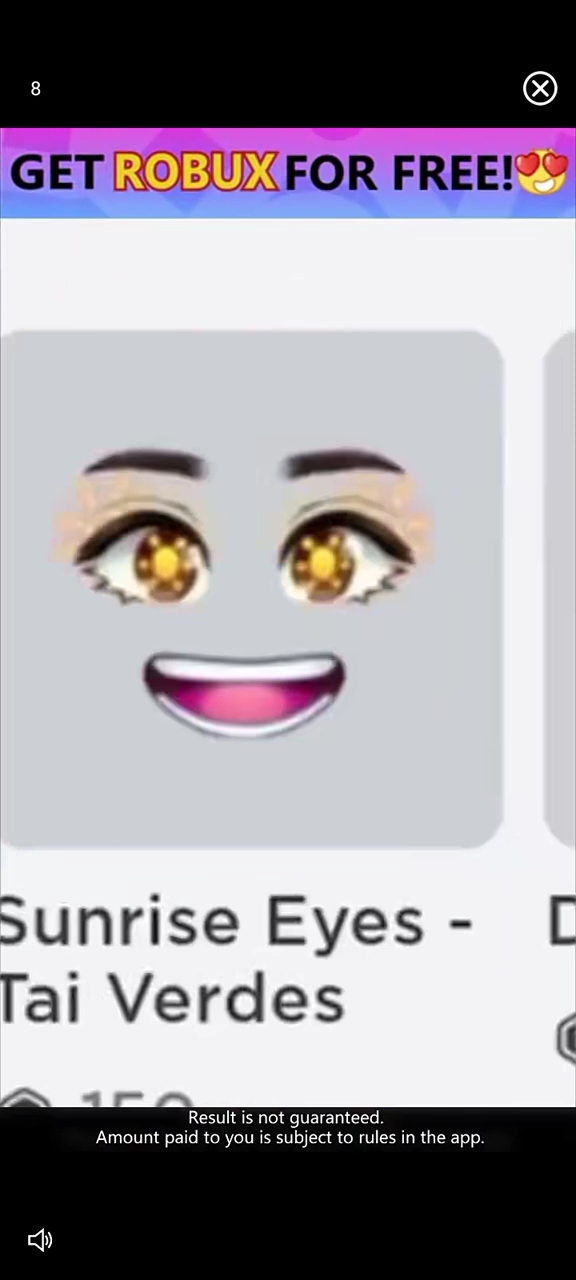 8
GET ROBUX FOR FREE!
Sunrise Eyes -
Tai Verdes
D
150
Result is not guaranteed.
Amount paid to you is subject to rules in the app.